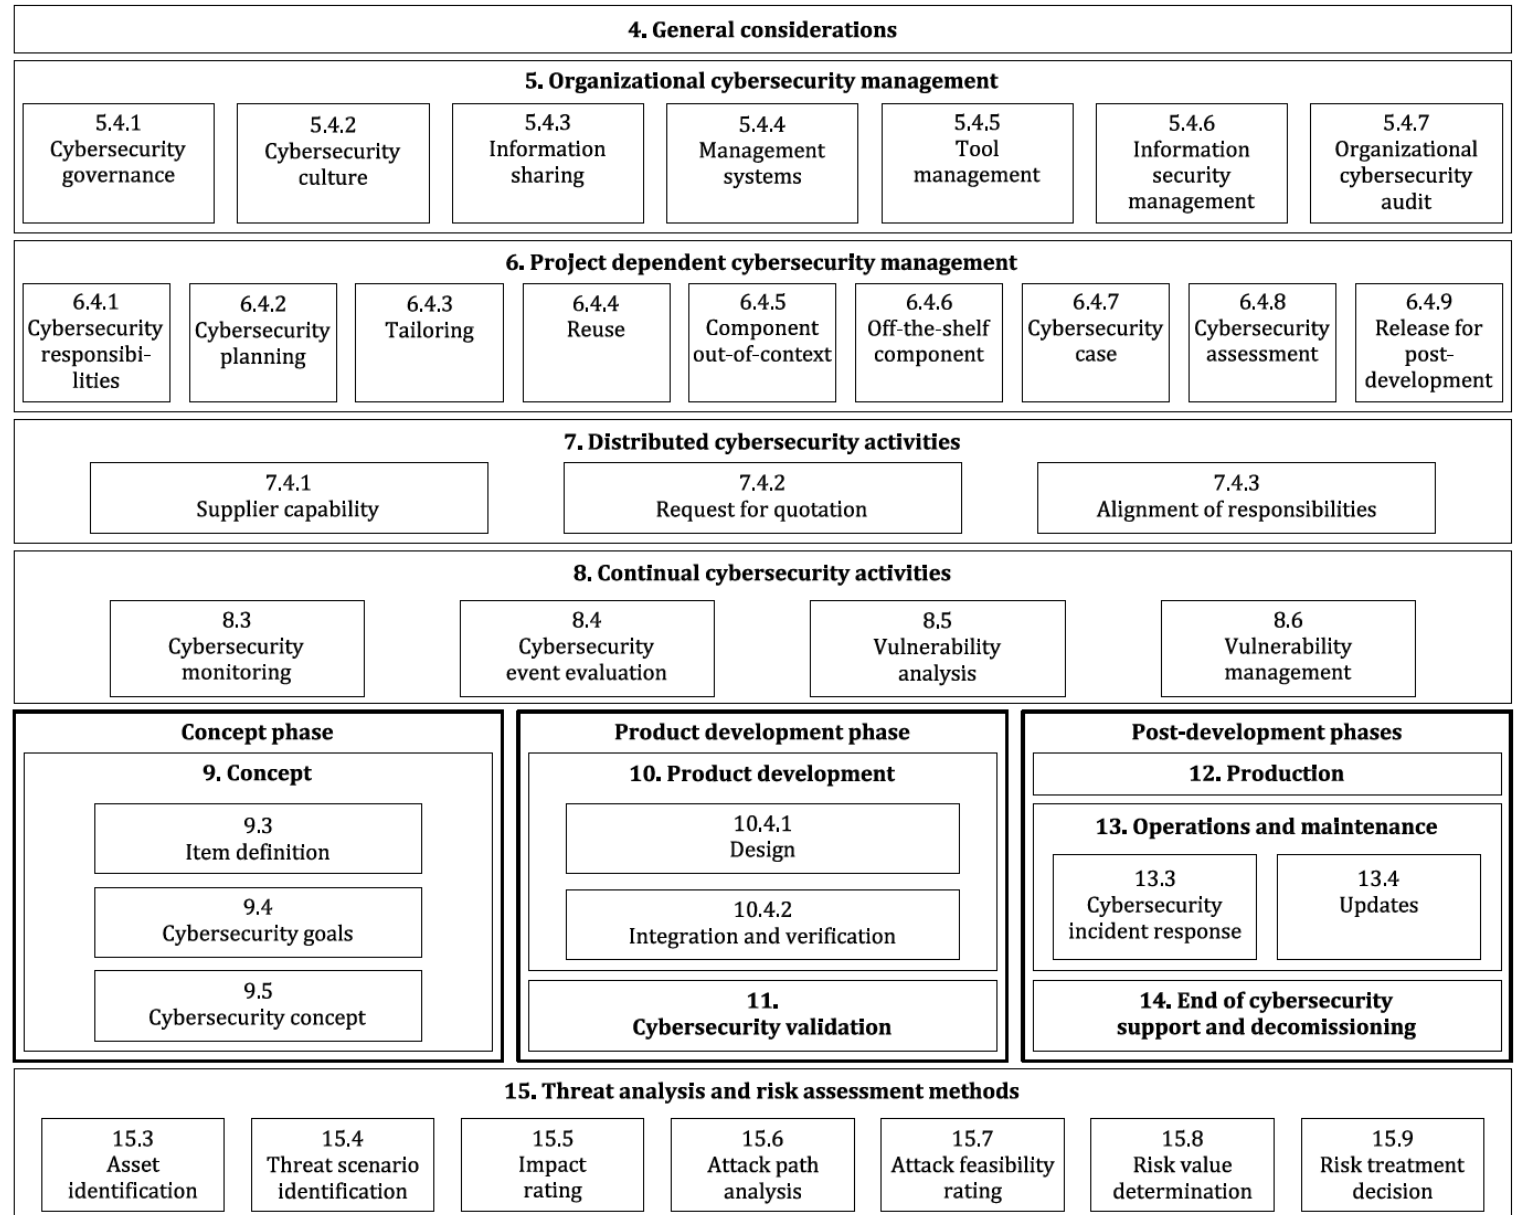 4. General considerations
5. Organizational cybersecurity management
5.4.1
Cybersecurity
governance
5.4.2
Cybersecurity
culture
5.4.3
Information
sharing
5.4.4
Management
systems
5.4.5
Tool
management
5.4.6
Information
security
management
5.4.7
Organizational
cybersecurity
audit
6. Project dependent cybersecurity management
6.4.1
Cybersecurity
responsibi-
lities
6.4.2
Cybersecurity
planning
6.4.3
Tailoring
6.4.4
Reuse
6.4.5
Component
out-of-context
6.4.6
Off-the-shelf
component
6.4.7
Cybersecurity
case
6.4.8
Cybersecurity
assessment
6.4.9
Release for
post-
development
7. Distributed cybersecurity activities
7.4.1
Supplier capability
7.4.2
Request for quotation
7.4.3
Alignment of responsibilities
8. Continual cybersecurity activities
8.3
Cybersecurity
monitoring
8.4
Cybersecurity
event evaluation
8.5
Vulnerability
analysis
8.6
Vulnerability
management
Concept phase
9. Concept
9.3
Item definition
9.4
Cybersecurity goals
9.5
Cybersecurity concept
Product development phase
10. Product development
10.4.1
Design
10.4.2
Integration and verification
11.
Cybersecurity validation
Post-development phases
12. Production
13. Operations and maintenance
13.3
Cybersecurity
incident response
13.4
Updates
14. End of cybersecurity
support and decomissioning
15. Threat analysis and risk assessment methods
15.3
Asset
identification
15.4
Threat scenario
identification
15.5
Impact
rating
15.6
Attack path
analysis
15.7
Attack feasibility
rating
15.8
Risk value
determination
15.9
Risk treatment
decision